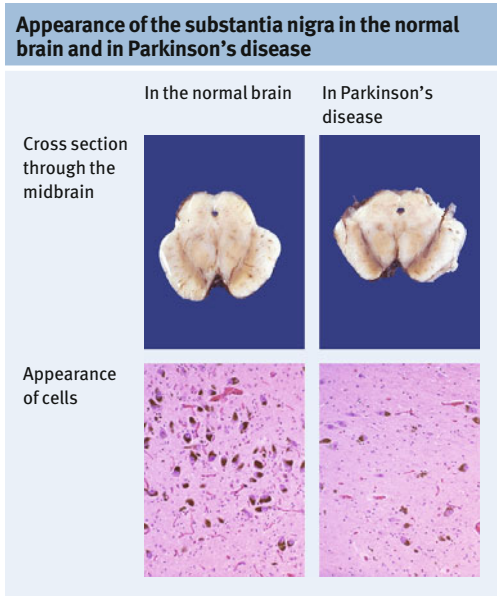 Appearance of the substantia nigra in the normal
brain and in Parkinson’s disease
In the normal brain
In Parkinson’s
disease
Cross section
through the
midbrain
Appearance
of cells